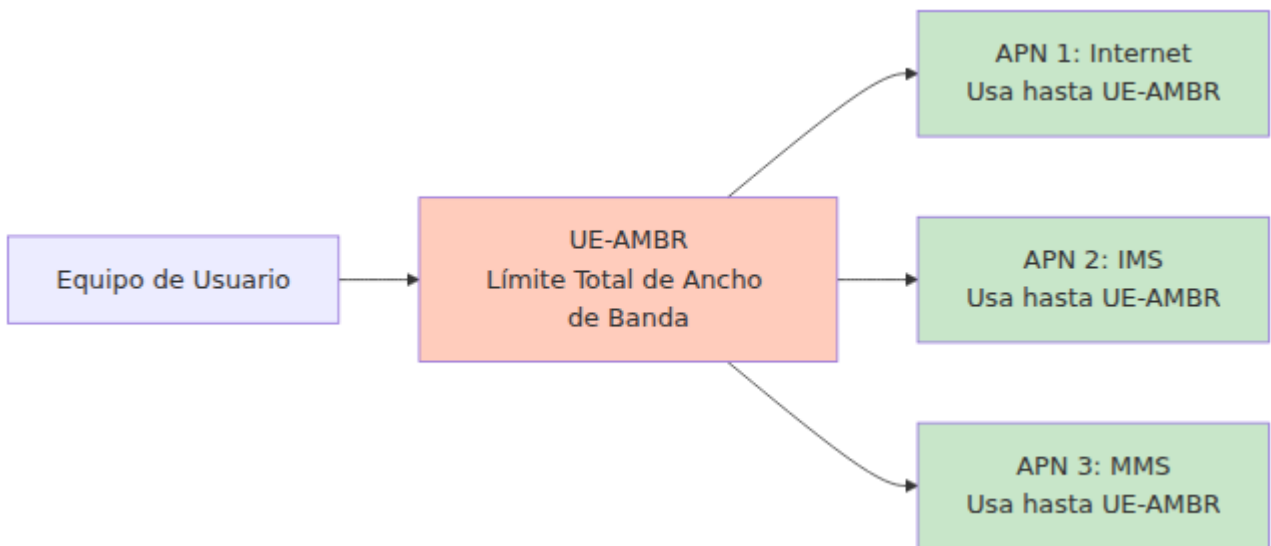 Equipo de Usuario
UE-AMBR
Límite Total de Ancho
de Banda
APN 1: Internet
Usa hasta UE-AMBR
APN 2: IMS
Usa hasta UE-AMBR
APN 3: MMS
Usa hasta UE-AMBR